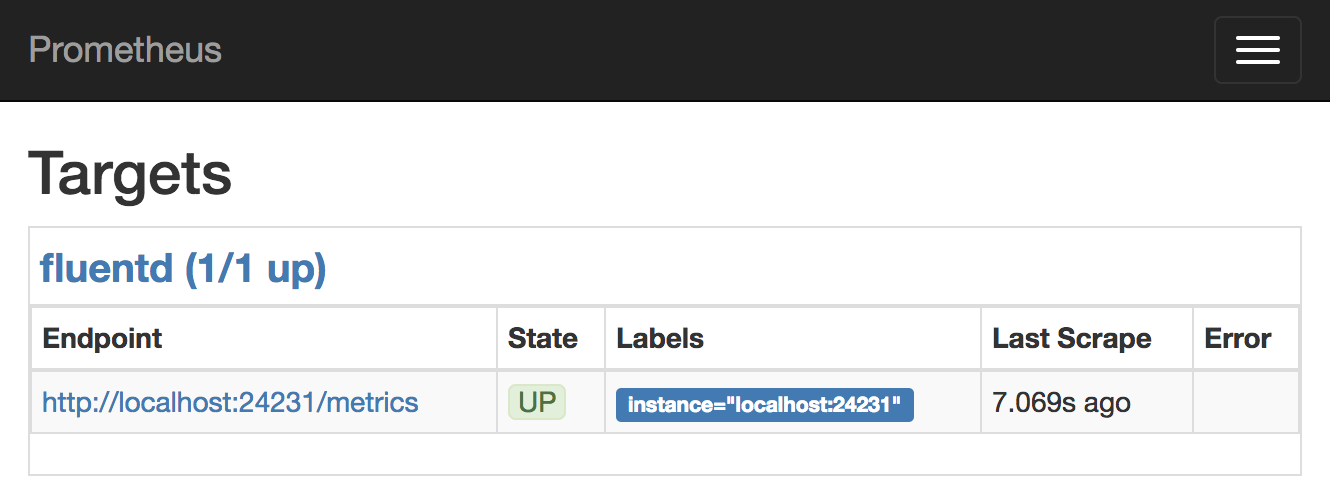 Prometheus
Targets
fluentd (1/1 up)
Endpoint State Labels Last Scrape Error
http://localhost:24231/metrics UP instance="localhost:24231" 7.069s ago